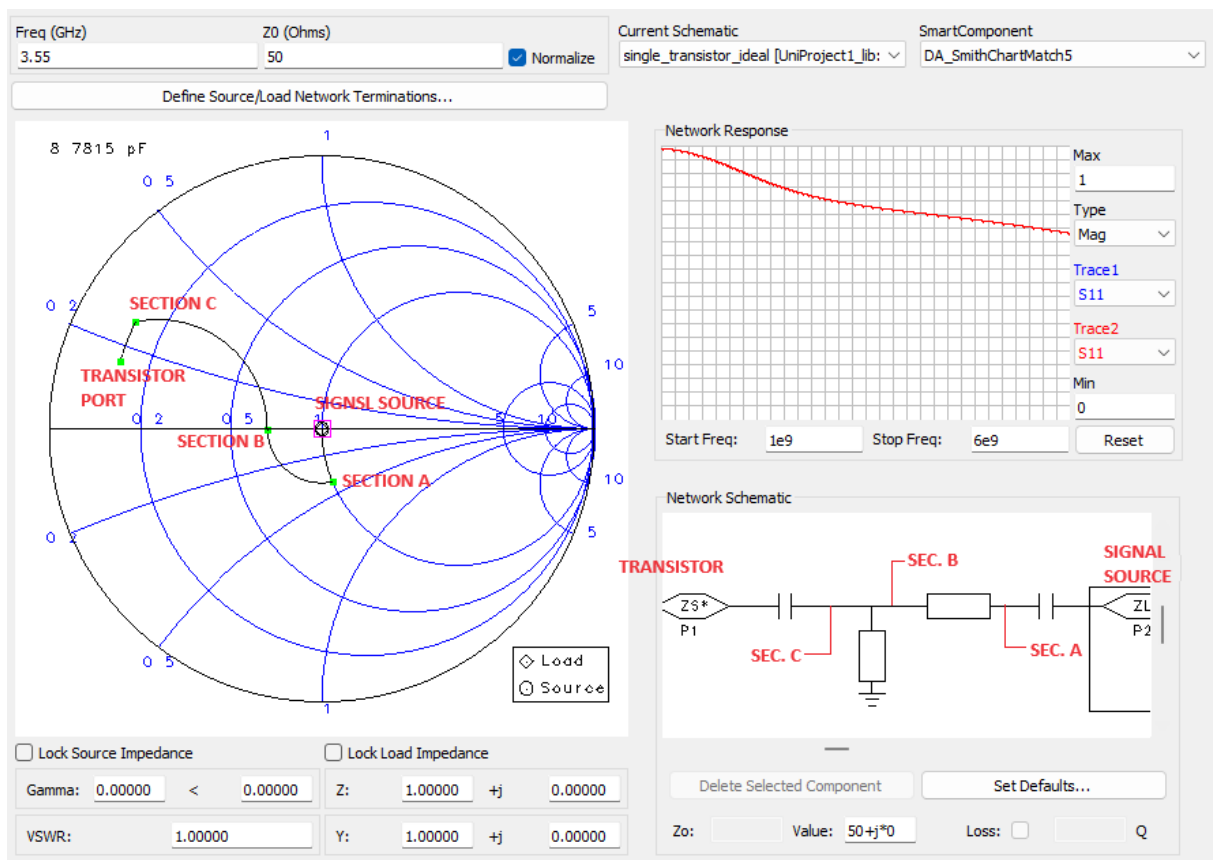 Freq (GHz) Z0 (Ohms) Current Schematic SmartComponent
3.55 50 Normalize single_transistor_ideal [UniProject1_lib: DA_SmithChartMatch5
Define Source/Load Network Terminations...
8 7815 pF
1
0 5
0 2
5
10
SECTION C
TRANSISTOR
PORT
0 2 0 5 1 5 10
SIGNSL SOURCE
SECTION B
SECTION A
10
5
0 2
0 5
1
Load
Source
Lock Source Impedance Lock Load Impedance
Gamma: 0.00000 < 0.00000 Z: 1.00000 +j 0.00000
VSWR: 1.00000 Y: 1.00000 +j 0.00000
Network Response
Max
1
Type
Mag
Trace1
S11
Trace2
S11
Min
0
Start Freq: 1e9 Stop Freq: 6e9 Reset
Network Schematic
TRANSISTOR
SEC. B
SIGNAL
SOURCE
ZS* ZL
P1 P2
SEC. C
SEC. A
Delete Selected Component Set Defaults...
Zo: Value: 50+j*0 Loss: Q